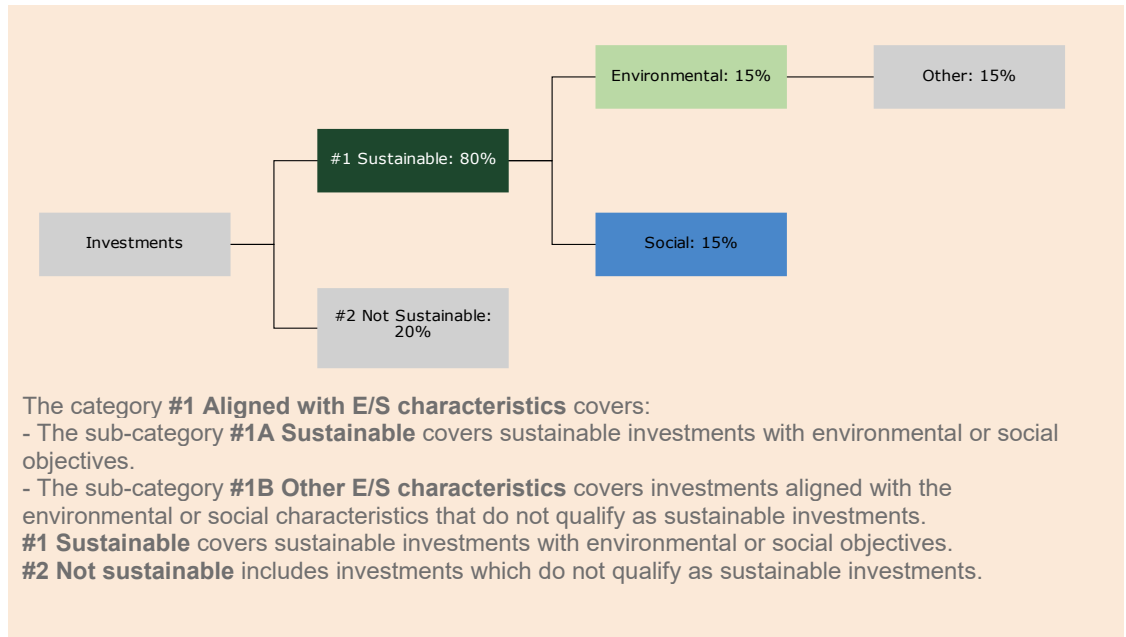 Environmental: 15%
Other: 15%
#1 Sustainable: 80%
Investments
Social: 15%
#2 Not Sustainable:
20%
The category #1 Aligned with E/S characteristics covers:
- The sub-category #1A Sustainable covers sustainable investments with environmental or social
objectives.
- The sub-category #1B Other E/S characteristics covers investments aligned with the
environmental or social characteristics that do not qualify as sustainable investments.
#1 Sustainable covers sustainable investments with environmental or social objectives.
#2 Not sustainable includes investments which do not qualify as sustainable investments.